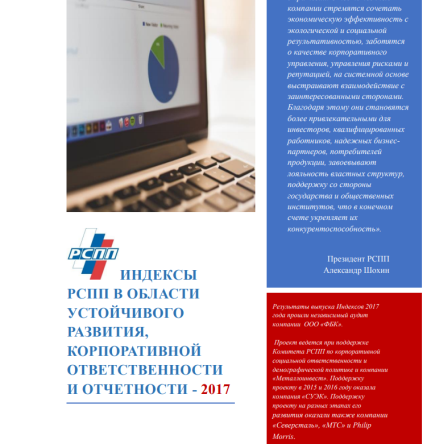 компании стремятся сочетать
экономическую эффективность с
экологической и социальной
результативностью, заботятся
о качестве корпоративного
управления, управления рисками и
репутацией, на системной основе
выстраивают взаимодействие с
заинтересованными сторонами.
Благодаря этому они становятся
более привлекательными для
инвесторов, квалифицированных
работников, надежных бизнес-
партнеров, потребителей
продукции, завоевывают
лояльность властных структур,
поддержку со стороны
государства и общественных
институтов, что в конечном
счете укрепляет их
конкурентоспособность».
Президент РСПП
Александр Шохин
РСПП
ИНДЕКСЫ
РСПП В ОБЛАСТИ
УСТОЙЧИВОГО
РАЗВИТИЯ,
КОРПОРАТИВНОЙ
ОТВЕТСТВЕННОСТИ
И ОТЧЕТНОСТИ - 2017
Результаты выпуска Индексов 2017
года прошли независимый аудит
компании ООО «ФБК».
Проект ведется при поддержке
Комитета РСПП по корпоративной
социальной ответственности и
демографической политике и компании
«Металлоинвест». Поддержку
проекту в 2015 и 2016 году оказала
компания «СУЭК». Поддержку
проекту на разных этапах его
развития оказали также компании
«Северсталь», «МТС» и Philip
Morris.